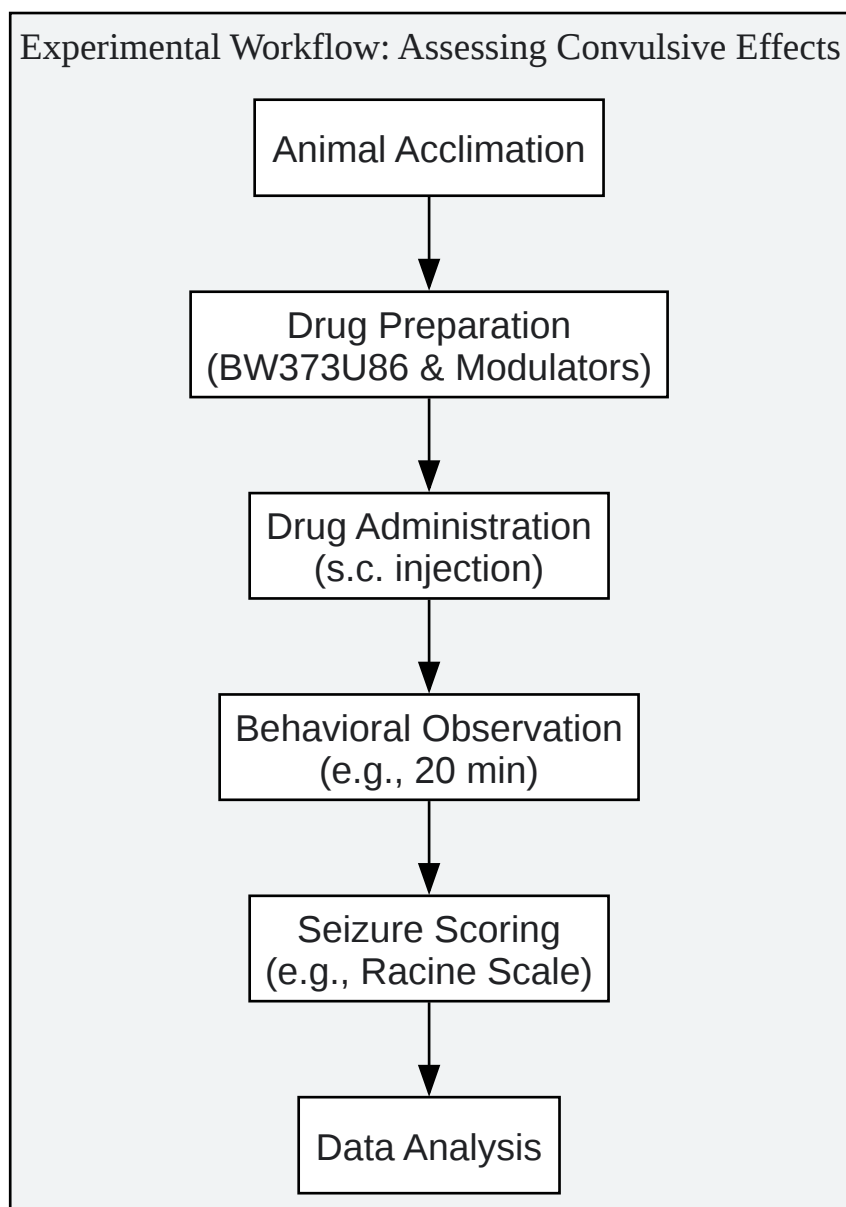 Experimental Workflow: Assessing Convulsive Effects
Animal Acclimation
Drug Preparation
(BW373U86 & Modulators)
Drug Administration
(s.c. injection)
Behavioral Observation
(e.g., 20 min)
Seizure Scoring
(e.g., Racine Scale)
Data Analysis